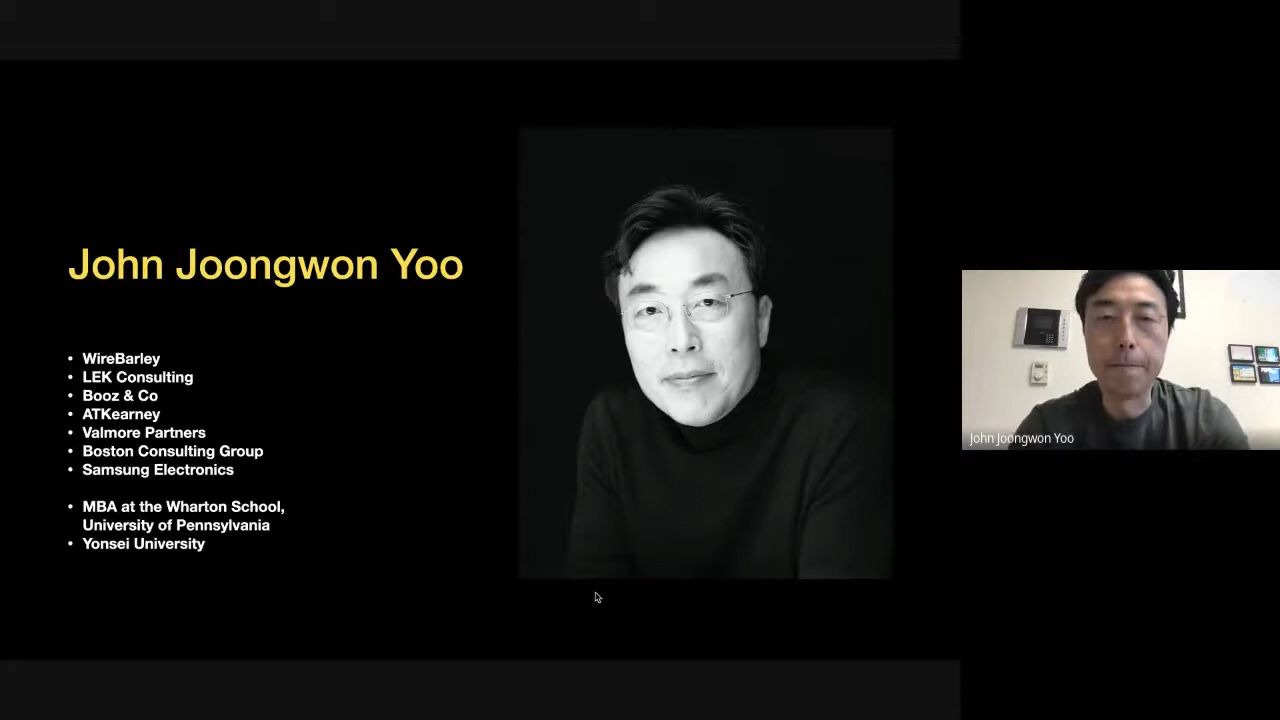 John Joongwon Yoo
• WireBarley
• LEK Consulting
• Booz & Co
• ATKearney
• Valmore Partners
• Boston Consulting Group
• Samsung Electronics
• MBA at the Wharton School,
University of Pennsylvania
• Yonsei University
John Joongwon Yoo